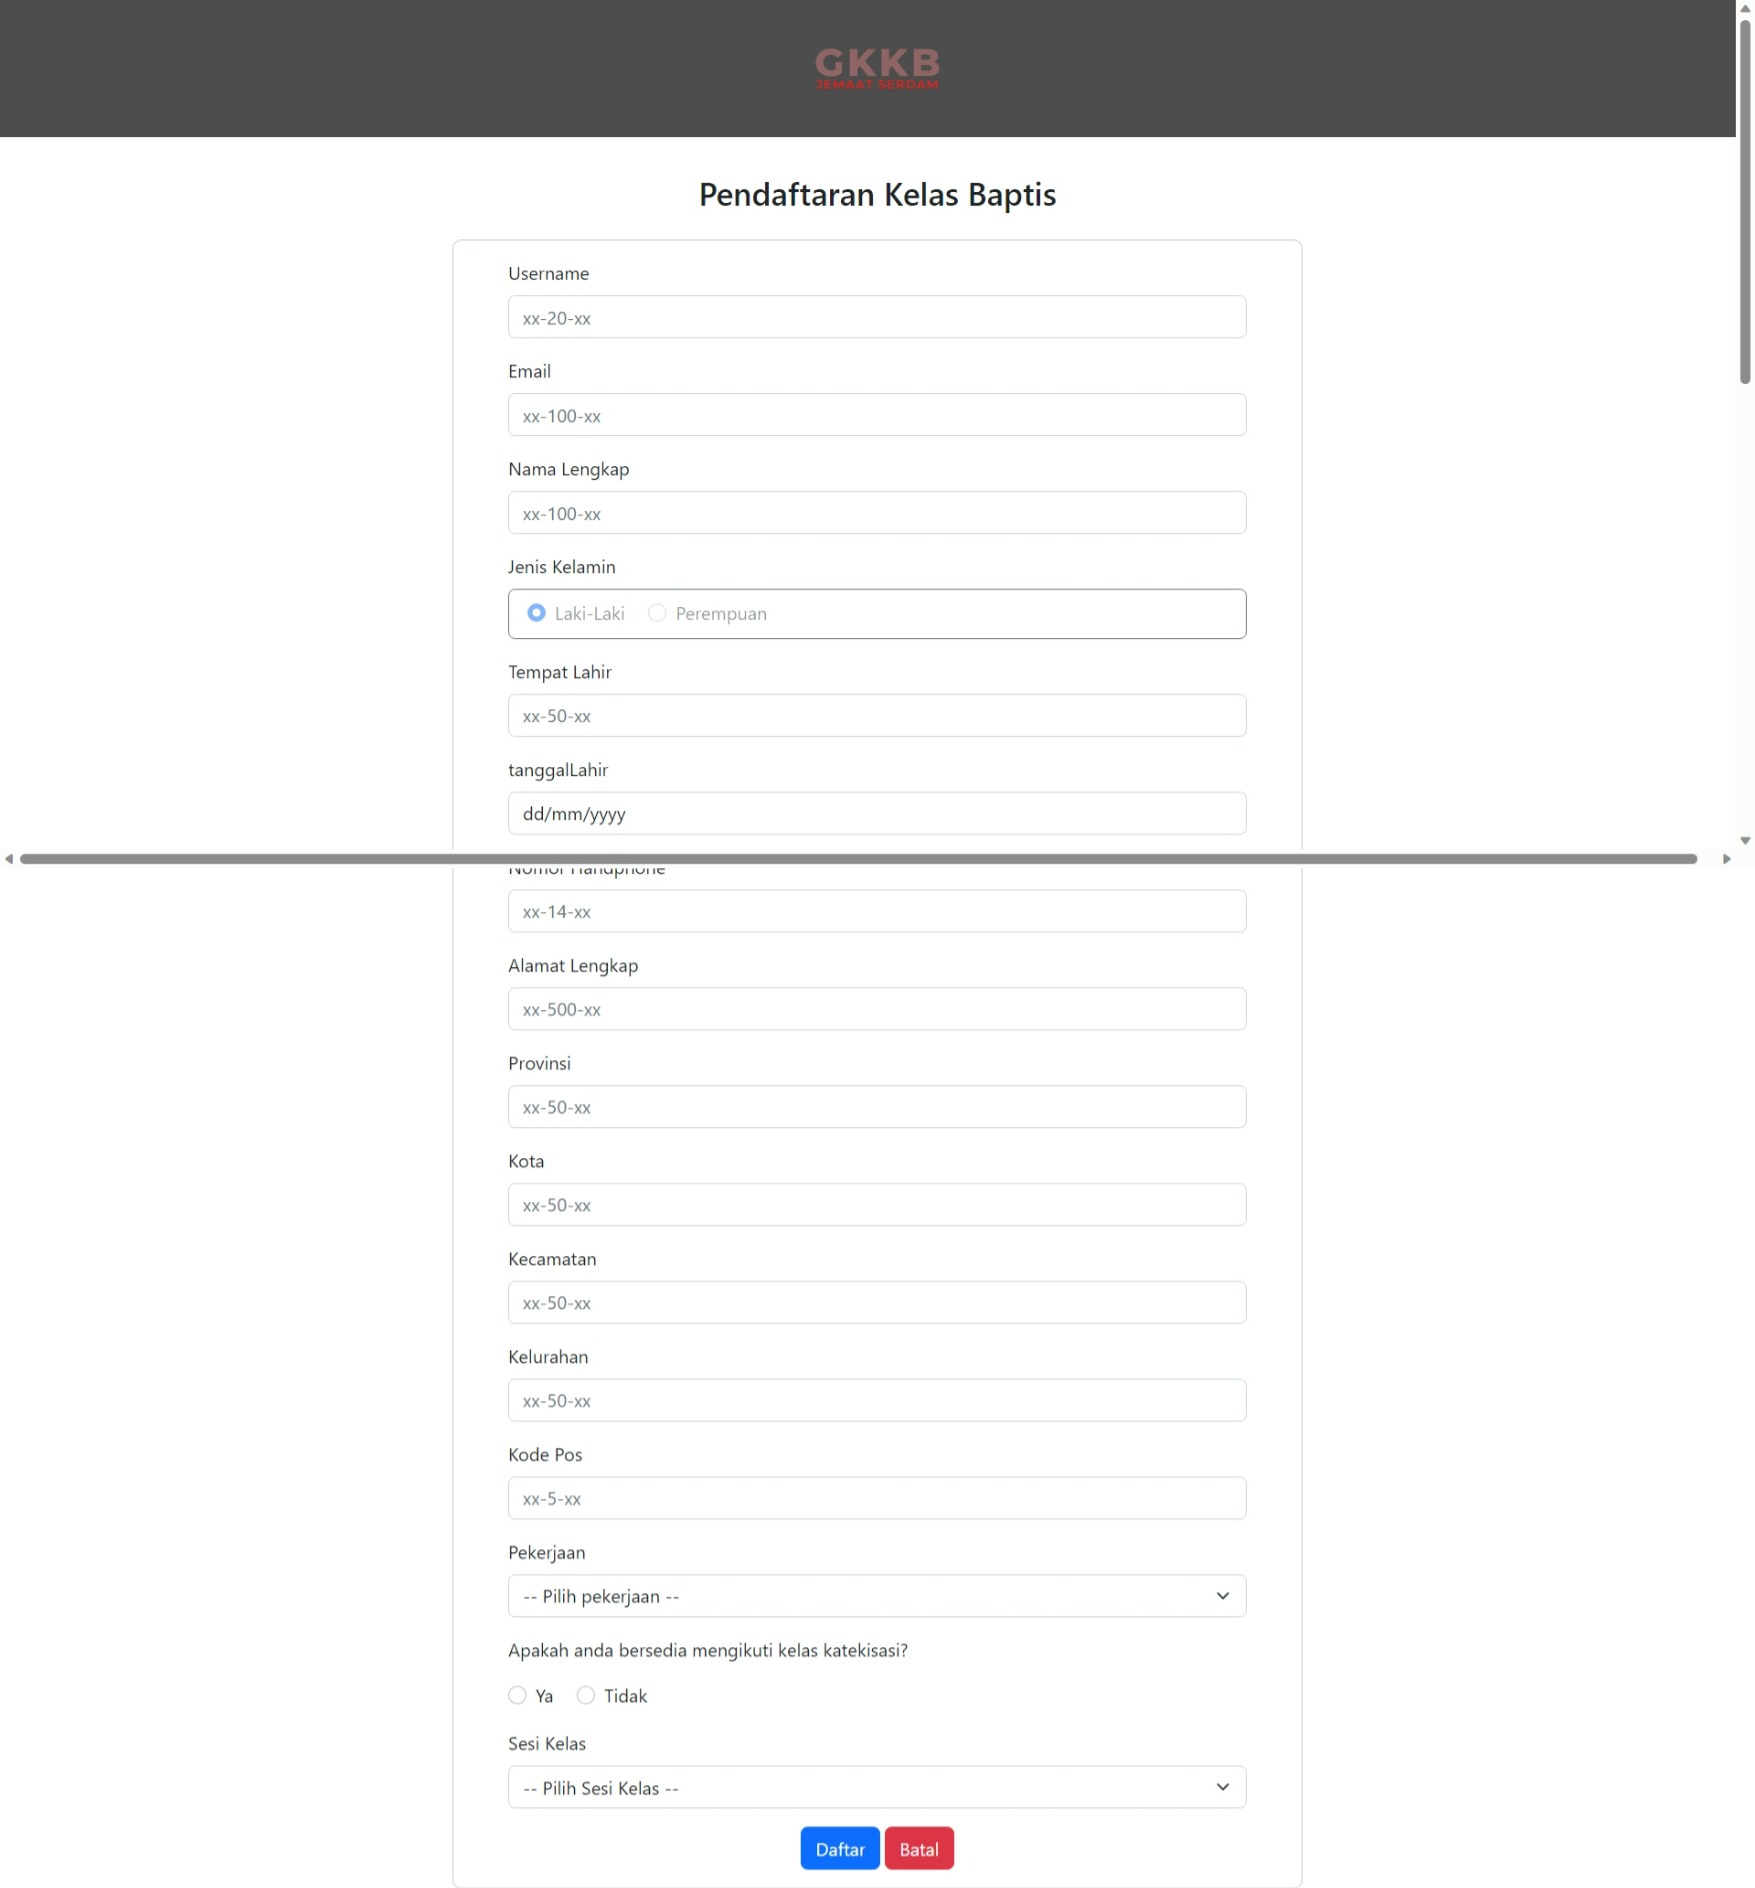 GKKB
JEMAAT SERDAM
Pendaftaran Kelas Baptis
Username
xx-20-xx
Email
xx-100-xx
Nama Lengkap
xx-100-xx
Jenis Kelamin
Laki-Laki Perempuan
Tempat Lahir
xx-50-xx
tanggalLahir
dd/mm/yyyy
Nomor Handphone
xx-14-xx
Alamat Lengkap
xx-500-xx
Provinsi
xx-50-xx
Kota
xx-50-xx
Kecamatan
xx-50-xx
Kelurahan
xx-50-xx
Kode Pos
xx-5-xx
Pekerjaan
-- Pilih pekerjaan --
Apakah anda bersedia mengikuti kelas katekisasi?
Ya Tidak
Sesi Kelas
-- Pilih Sesi Kelas --
Daftar Batal